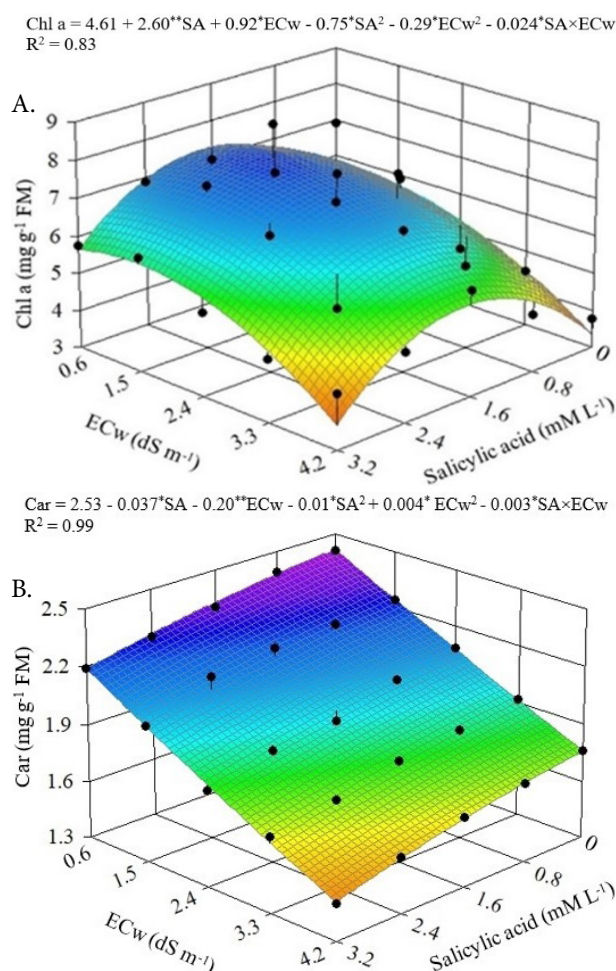 Chl a = 4.61 + 2.60**SA + 0.92*ECw - 0.75*SA² - 0.29*ECw² - 0.024*SA×ECw
R² = 0.83
A.
9
8
7
6
5
4
3
Chl a (mg g⁻¹ FM)
0.6
1.5
2.4
3.3
4.2
ECw (dS m⁻¹)
3.2
2.4
1.6
0.8
0
Salicylic acid (mM L⁻¹)
Car = 2.53 - 0.037*SA - 0.20**ECw - 0.01*SA² + 0.004* ECw² - 0.003*SA×ECw
R² = 0.99
B.
2.5
2.2
1.9
1.6
1.3
Car (mg g⁻¹ FM)
0.6
1.5
2.4
3.3
4.2
ECw (dS m⁻¹)
3.2
2.4
1.6
0.8
0
Salicylic acid (mM L⁻¹)